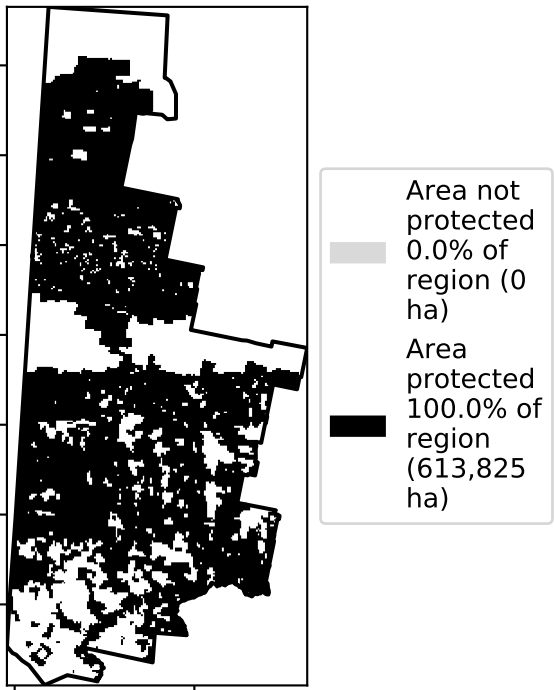 Area not
protected
0.0% of
region (0
ha)
Area
protected
100.0% of
region
(613,825
ha)